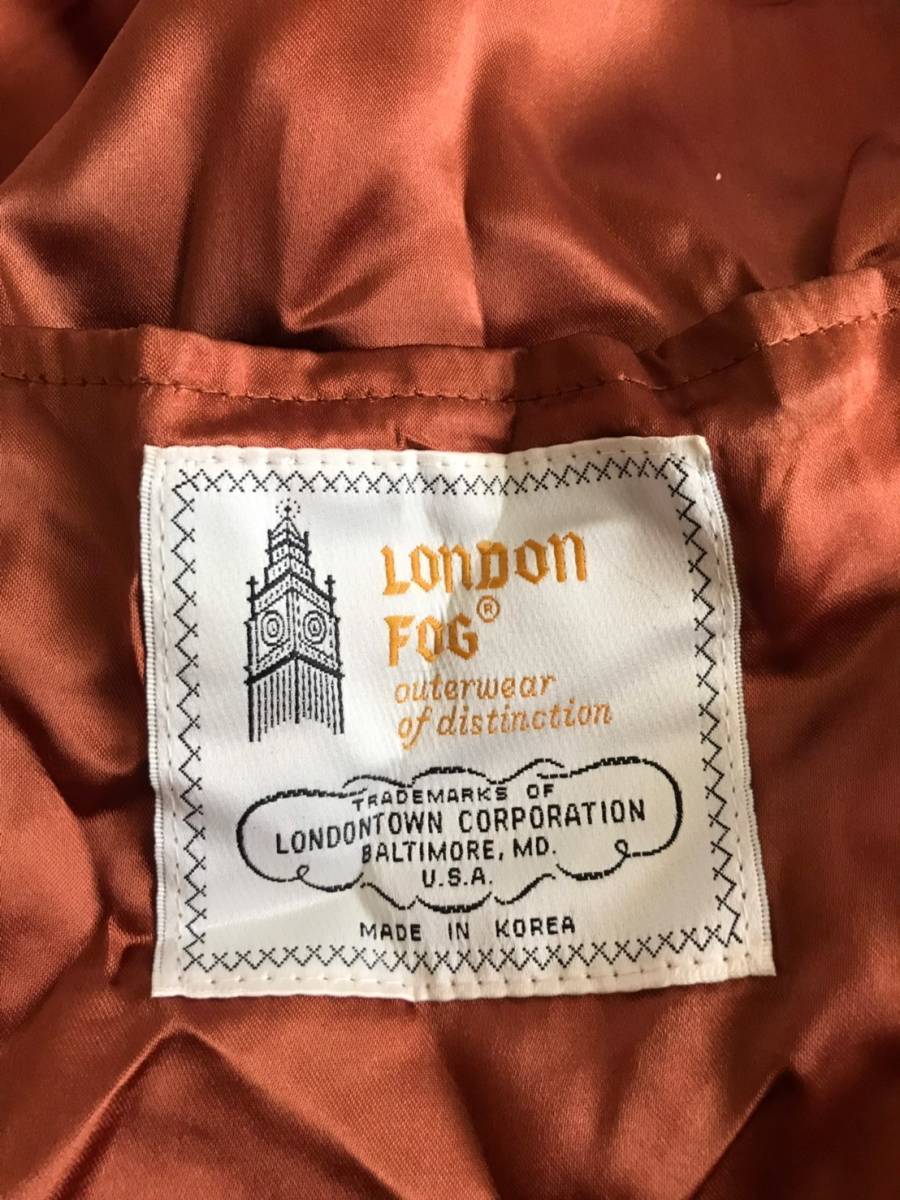 LONDON
FOG®
outerwear
of distinction
TRADEMARKS OF
LONDONTOWN CORPORATION
BALTIMORE, MD.
U.S.A.
MADE IN KOREA